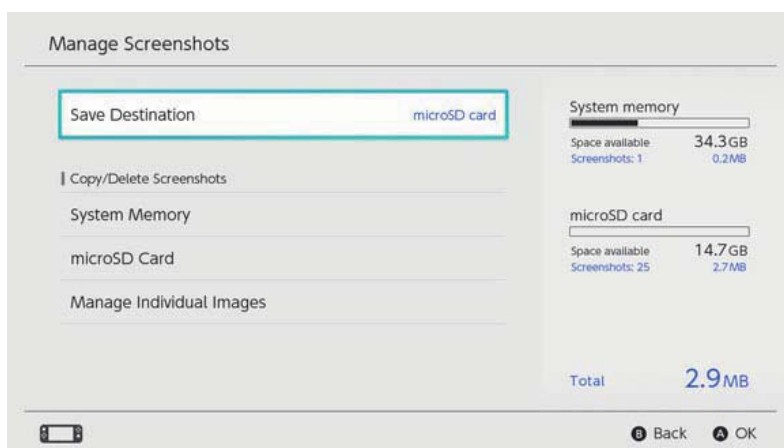 Manage Screenshots
Save Destination microSD card
Copy/Delete Screenshots
System Memory
microSD Card
Manage Individual Images
System memory
Space available 34.3GB
Screenshots: 1 0.2MB
microSD card
Space available 14.7GB
Screenshots: 25 2.7MB
Total 2.9MB
B Back A OK